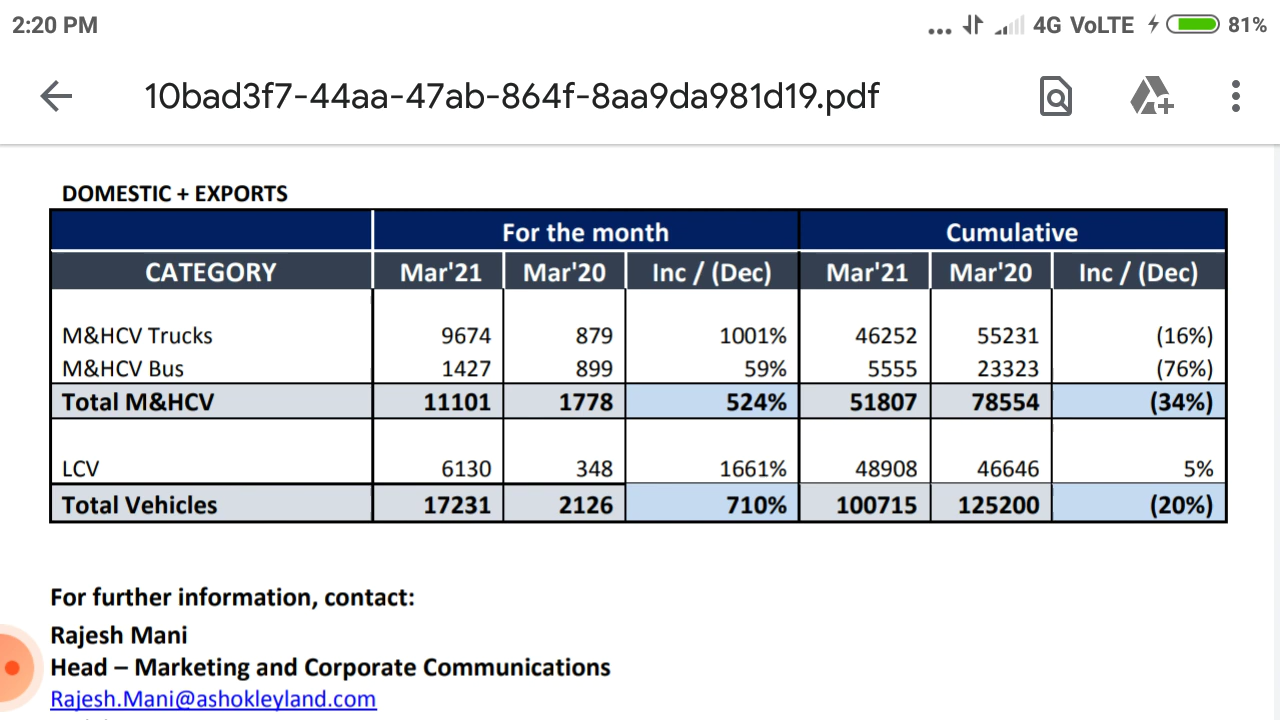 2:20 PM
... 4G VoLTE 81%
10bad3f7-44aa-47ab-864f-8aa9da981d19.pdf
DOMESTIC + EXPORTS
For the month Cumulative
CATEGORY Mar'21 Mar'20 Inc / (Dec) Mar'21 Mar'20 Inc / (Dec)
M&HCV Trucks 9674 879 1001% 46252 55231 (16%)
M&HCV Bus 1427 899 59% 5555 23323 (76%)
Total M&HCV 11101 1778 524% 51807 78554 (34%)
LCV 6130 348 1661% 48908 46646 5%
Total Vehicles 17231 2126 710% 100715 125200 (20%)
For further information, contact:
Rajesh Mani
Head – Marketing and Corporate Communications
Rajesh.Mani@ashokleyland.com